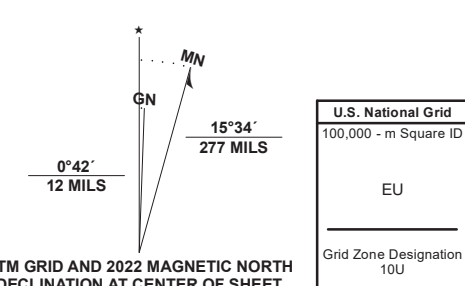 ★
MN
GN
15°34´
277 MILS
0°42´
12 MILS
TM GRID AND 2022 MAGNETIC NORTH
DECLINATION AT CENTER OF SHEET
U.S. National Grid
100,000 - m Square ID
EU
Grid Zone Designation
10U